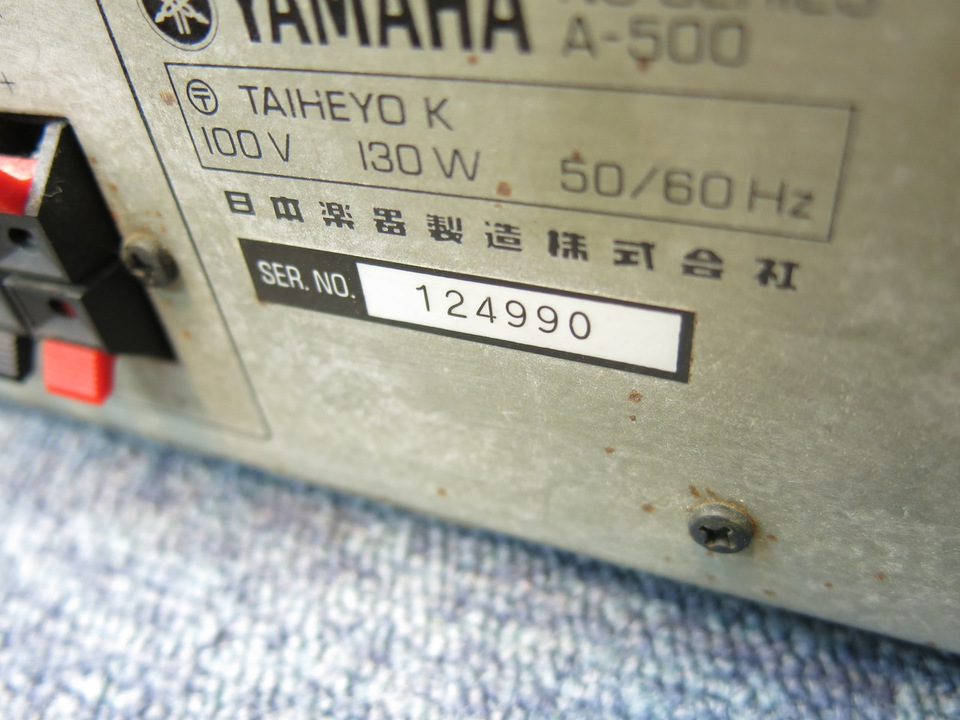 YAMAHA
A-500
〒 TAIHEYO K
100V 130W 50/60Hz
日本楽器製造株式会社
SER. NO. 124990